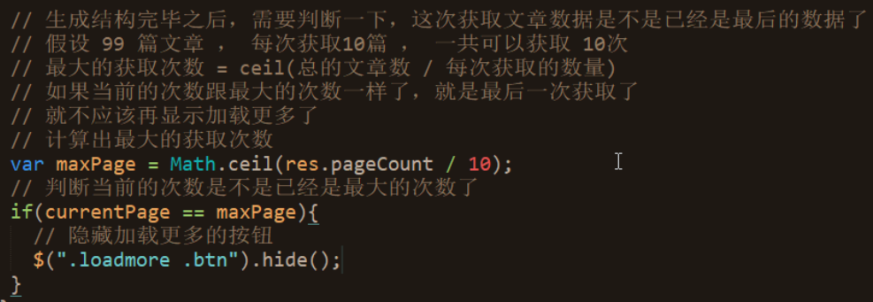 // 生成结构完毕之后，需要判断一下，这次获取文章数据是不是已经是最后的数据了
// 假设 99 篇文章 ， 每次获取10篇 ， 一共可以获取 10次
// 最大的获取次数 = ceil(总的文章数 / 每次获取的数量)
// 如果当前的次数跟最大的次数一样了，就是最后一次获取了
// 就不应该再显示加载更多了
// 计算出最大的获取次数
var maxPage = Math.ceil(res.pageCount / 10);
// 判断当前的次数是不是已经是最大的次数了
if(currentPage == maxPage){
  // 隐藏加载更多的按钮
  $(".loadmore .btn").hide();
}